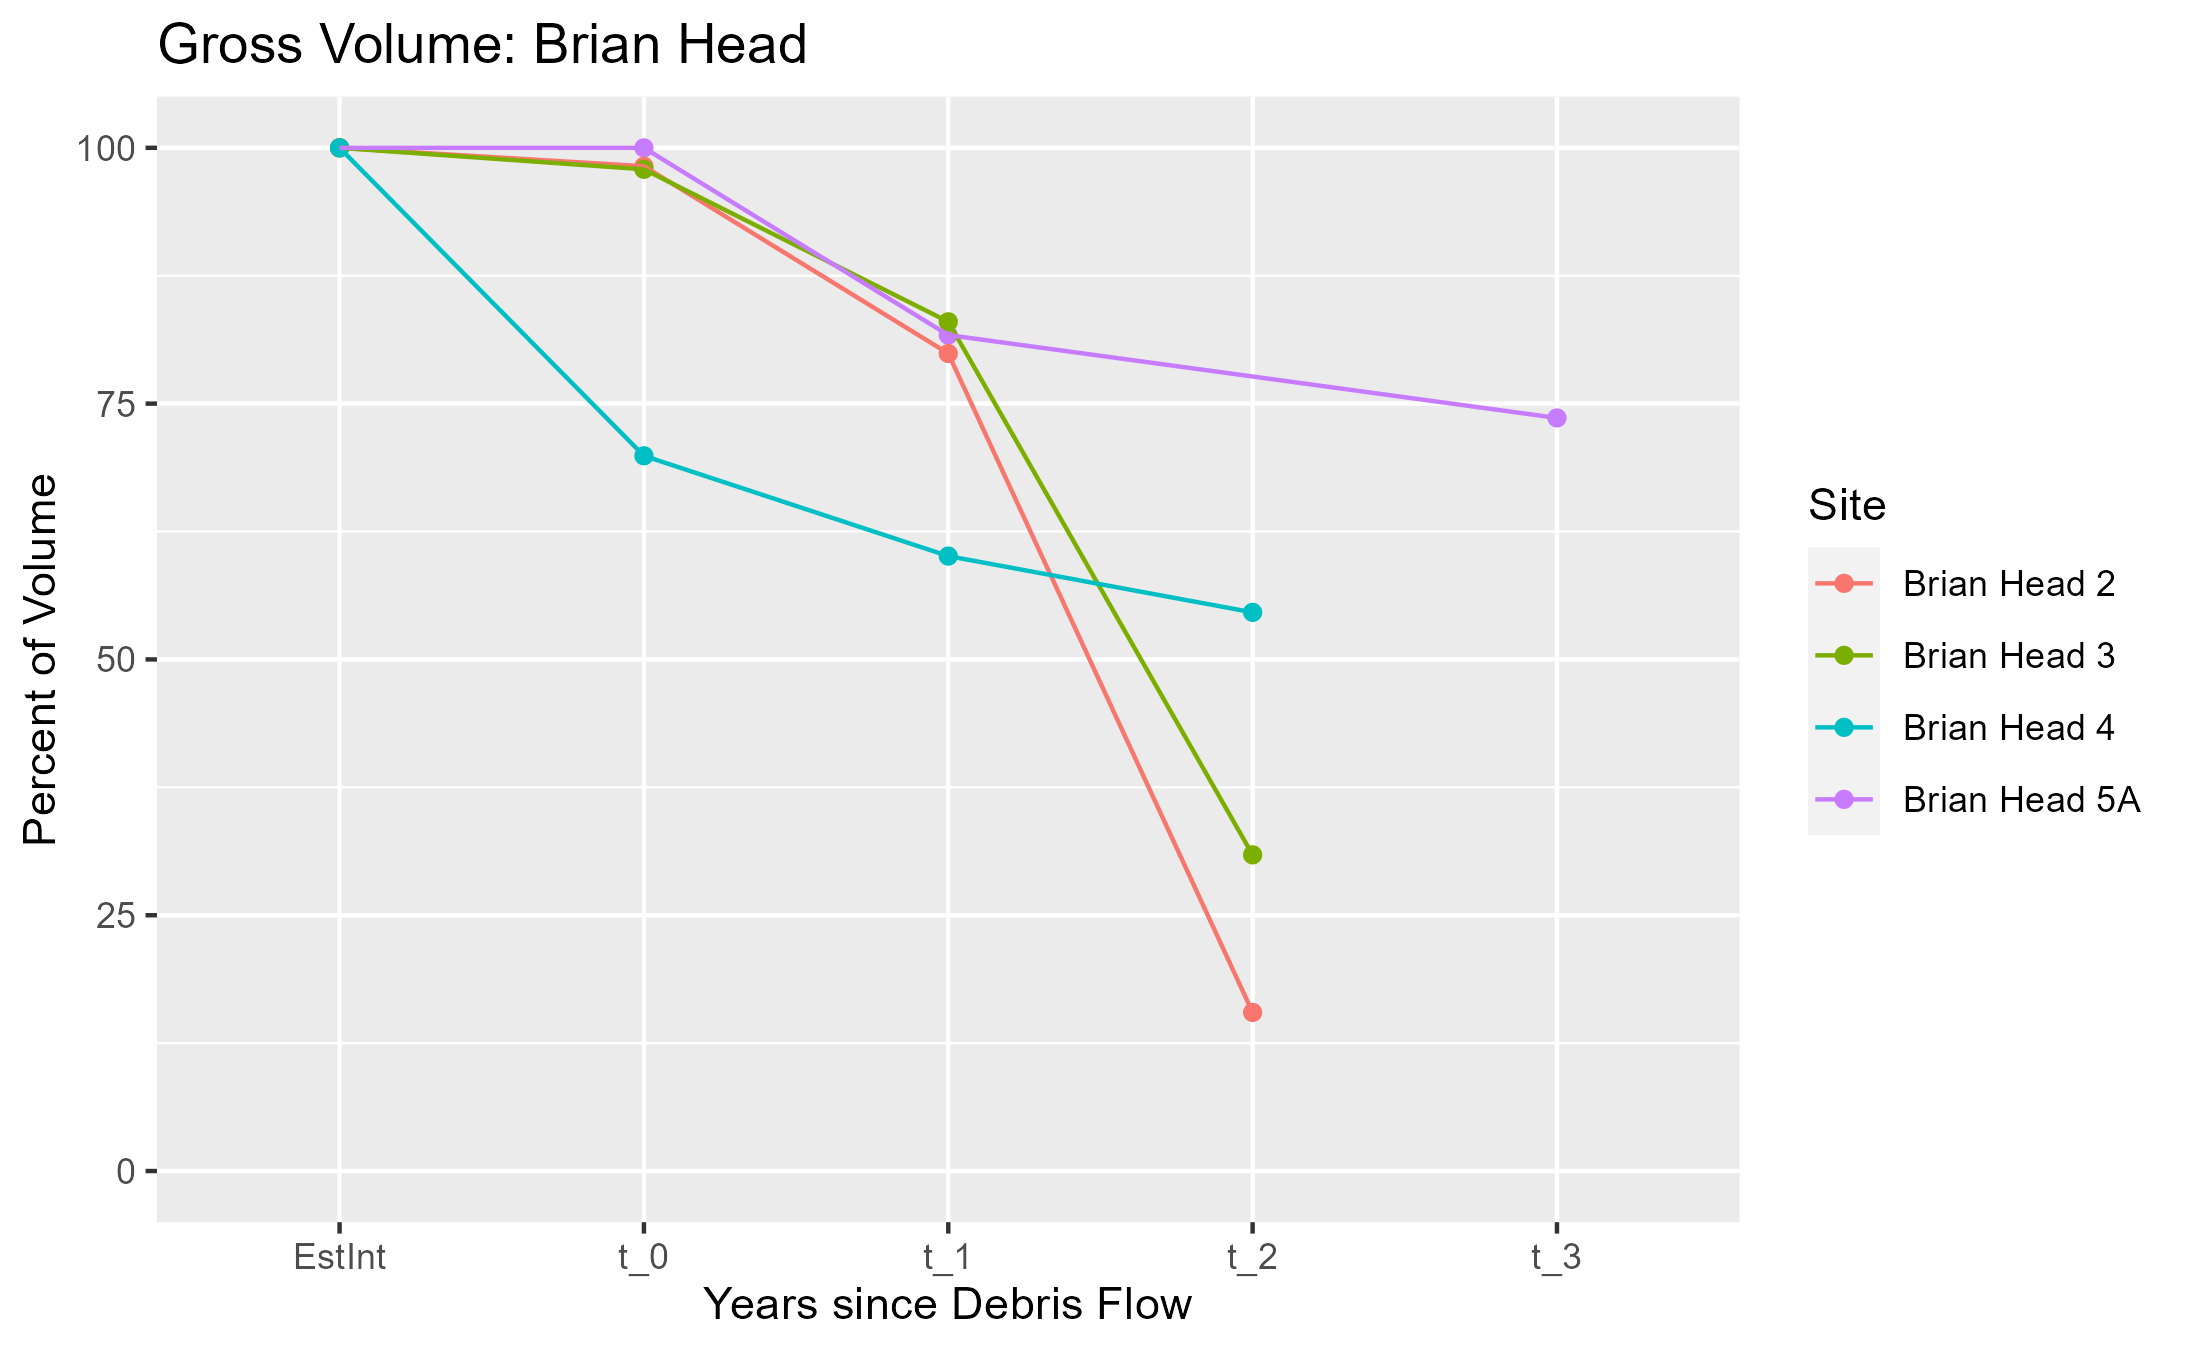 Gross Volume: Brian Head
Percent of Volume
100
75
50
25
0
EstInt
t_0
t_1
t_2
t_3
Years since Debris Flow
Site
Brian Head 2
Brian Head 3
Brian Head 4
Brian Head 5A